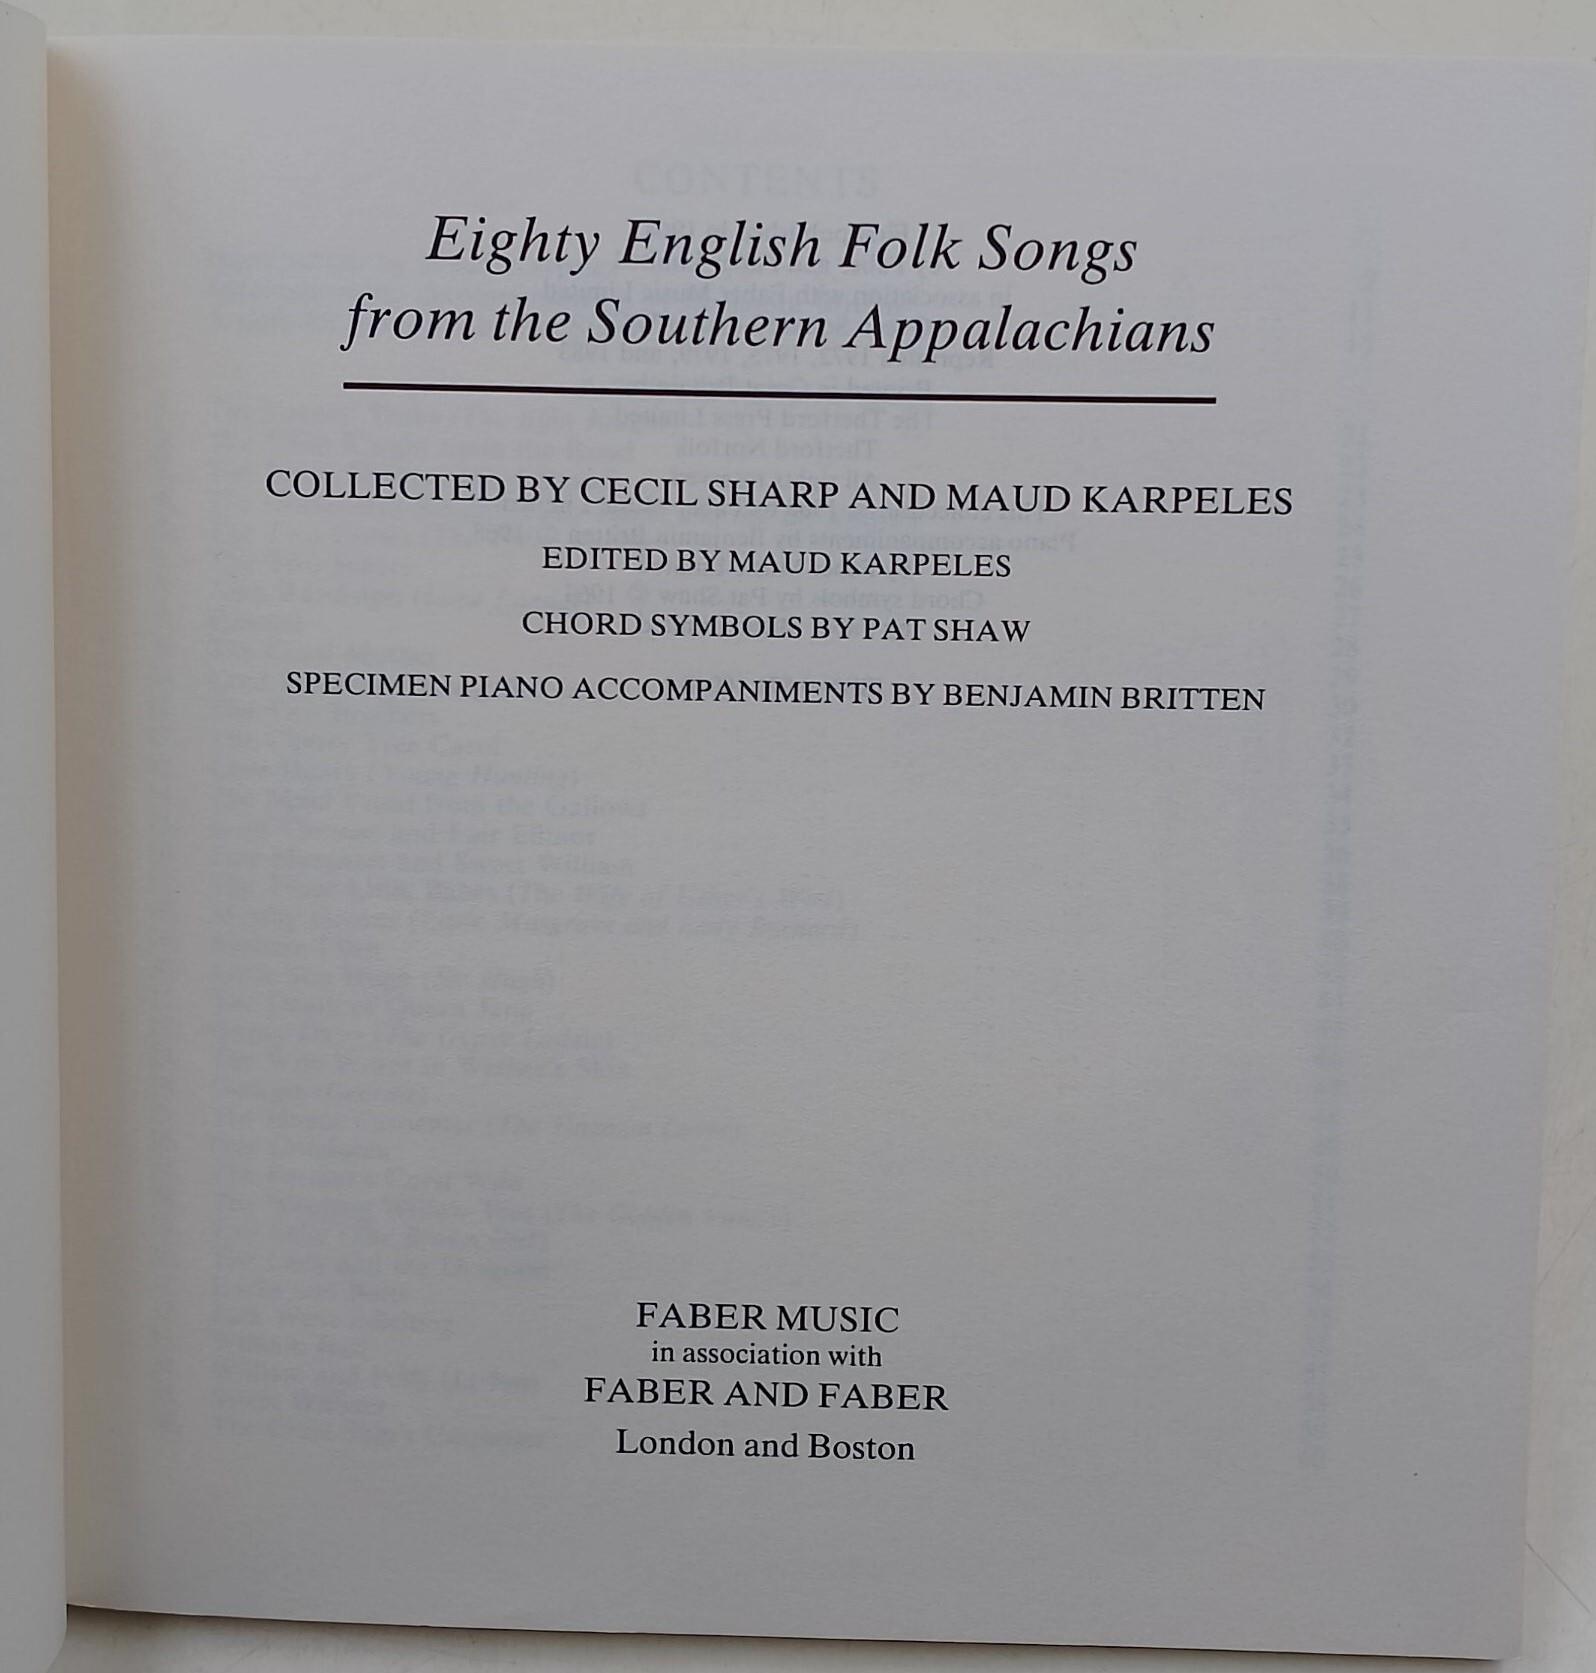 Eighty English Folk Songs
from the Southern Appalachians
COLLECTED BY CECIL SHARP AND MAUD KARPELES
EDITED BY MAUD KARPELES
CHORD SYMBOLS BY PAT SHAW
SPECIMEN PIANO ACCOMPANIMENTS BY BENJAMIN BRITTEN
FABER MUSIC
in association with
FABER AND FABER
London and Boston